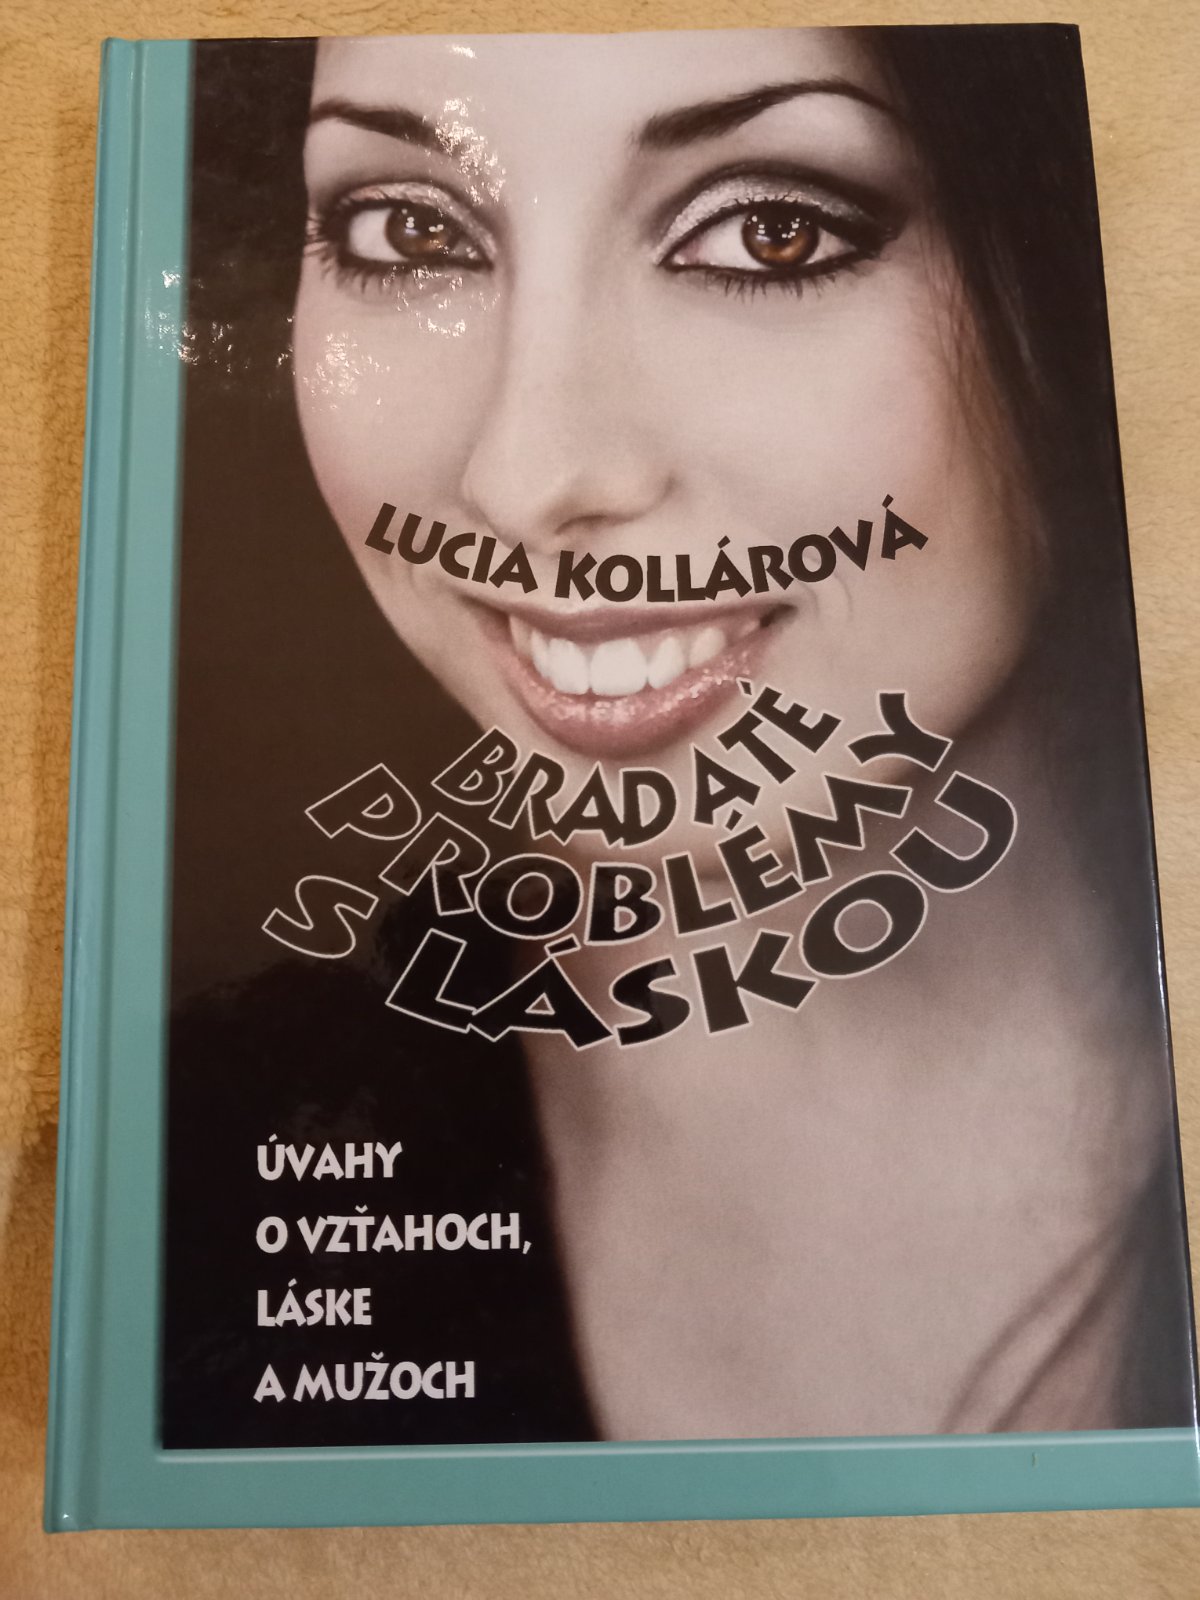 LUCIA KOLLÁROVÁ
BRADATÉ
PROBLÉMY
S LÁSKOU
ÚVAHY
O VZŤAHOCH,
LÁSKE
A MUŽOCH